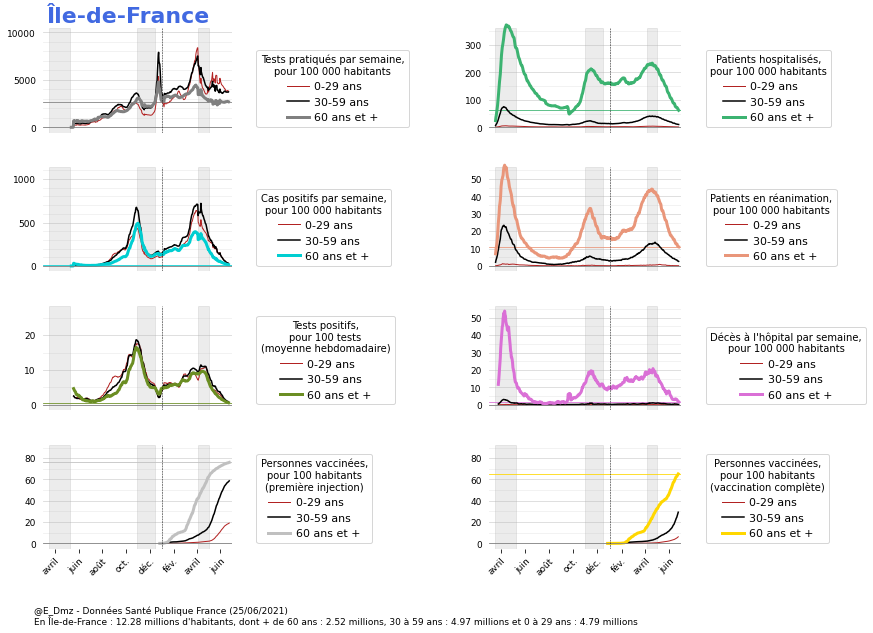 Île-de-France
10000
5000
0
Tests pratiqués par semaine,
pour 100 000 habitants
0-29 ans
30-59 ans
60 ans et +
300
200
100
0
Patients hospitalisés,
pour 100 000 habitants
0-29 ans
30-59 ans
60 ans et +
1000
500
0
Cas positifs par semaine,
pour 100 000 habitants
0-29 ans
30-59 ans
60 ans et +
50
40
30
20
10
0
Patients en réanimation,
pour 100 000 habitants
0-29 ans
30-59 ans
60 ans et +
20
10
0
Tests positifs,
pour 100 tests
(moyenne hebdomadaire)
0-29 ans
30-59 ans
60 ans et +
50
40
30
20
10
0
Décès à l'hôpital par semaine,
pour 100 000 habitants
0-29 ans
30-59 ans
60 ans et +
80
60
40
20
0
avril juin août oct. déc. fév. avril juin
Personnes vaccinées,
pour 100 habitants
(première injection)
0-29 ans
30-59 ans
60 ans et +
80
60
40
20
0
avril juin août oct. déc. fév. avril juin
Personnes vaccinées,
pour 100 habitants
(vaccination complète)
0-29 ans
30-59 ans
60 ans et +
@E_Dmz - Données Santé Publique France (25/06/2021)
En Île-de-France : 12.28 millions d'habitants, dont + de 60 ans : 2.52 millions, 30 à 59 ans : 4.97 millions et 0 à 29 ans : 4.79 millions